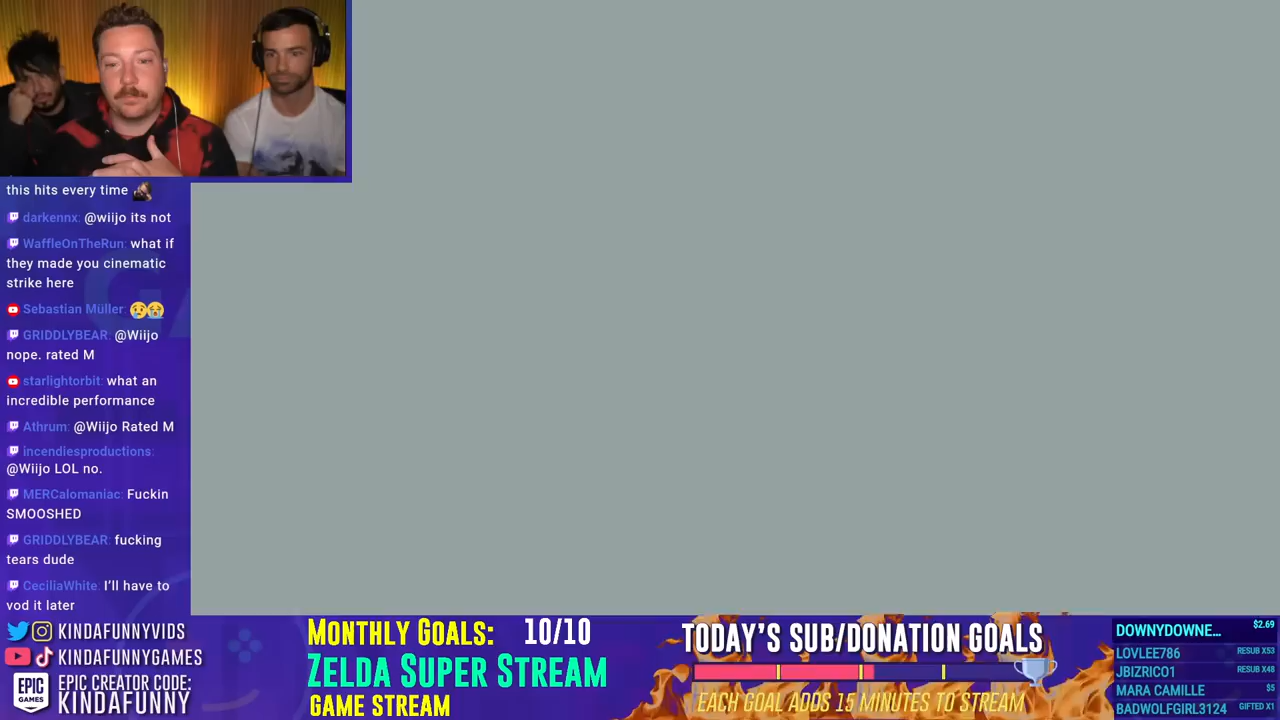 this hits every time
darkennx: @wiijo its not
WaffleOnTheRun: what if
they made you cinematic
strike here
Sebastian Müller:
GRIDDLYBEAR: @Wiijo
nope. rated M
starlightorbit: what an
incredible performance
Athrum: @Wiijo Rated M
incendiesproductions:
@Wiijo LOL no.
MERCalomaniac: Fuckin
SMOOSHED
GRIDDLYBEAR: fucking
tears dude
CeciliaWhite: I'll have to
vod it later
KINDAFUNNYVIDS
KINDAFUNNYGAMES
EPIC GAMES
EPIC CREATOR CODE:
KINDAFUNNY
MONTHLY GOALS: 10/10
ZELDA SUPER STREAM
GAME STREAM
TODAY'S SUB/DONATION GOALS
EACH GOAL ADDS 15 MINUTES TO STREAM
DOWNYDOWNE... $2.69
LOVLEE786 RESUB X53
JBIZRICO1 RESUB X48
MARA CAMILLE $5
BADWOLFGIRL3124 GIFTED X1